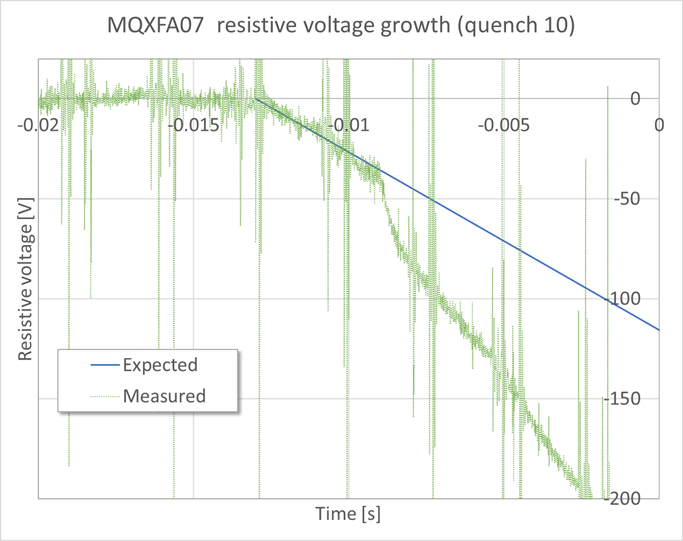 MQXFA07 resistive voltage growth (quench 10)
0
-0.02 -0.015 -0.01 -0.005 0
-50
-100
-150
-200
Resistive voltage [V]
Expected
Measured
Time [s]